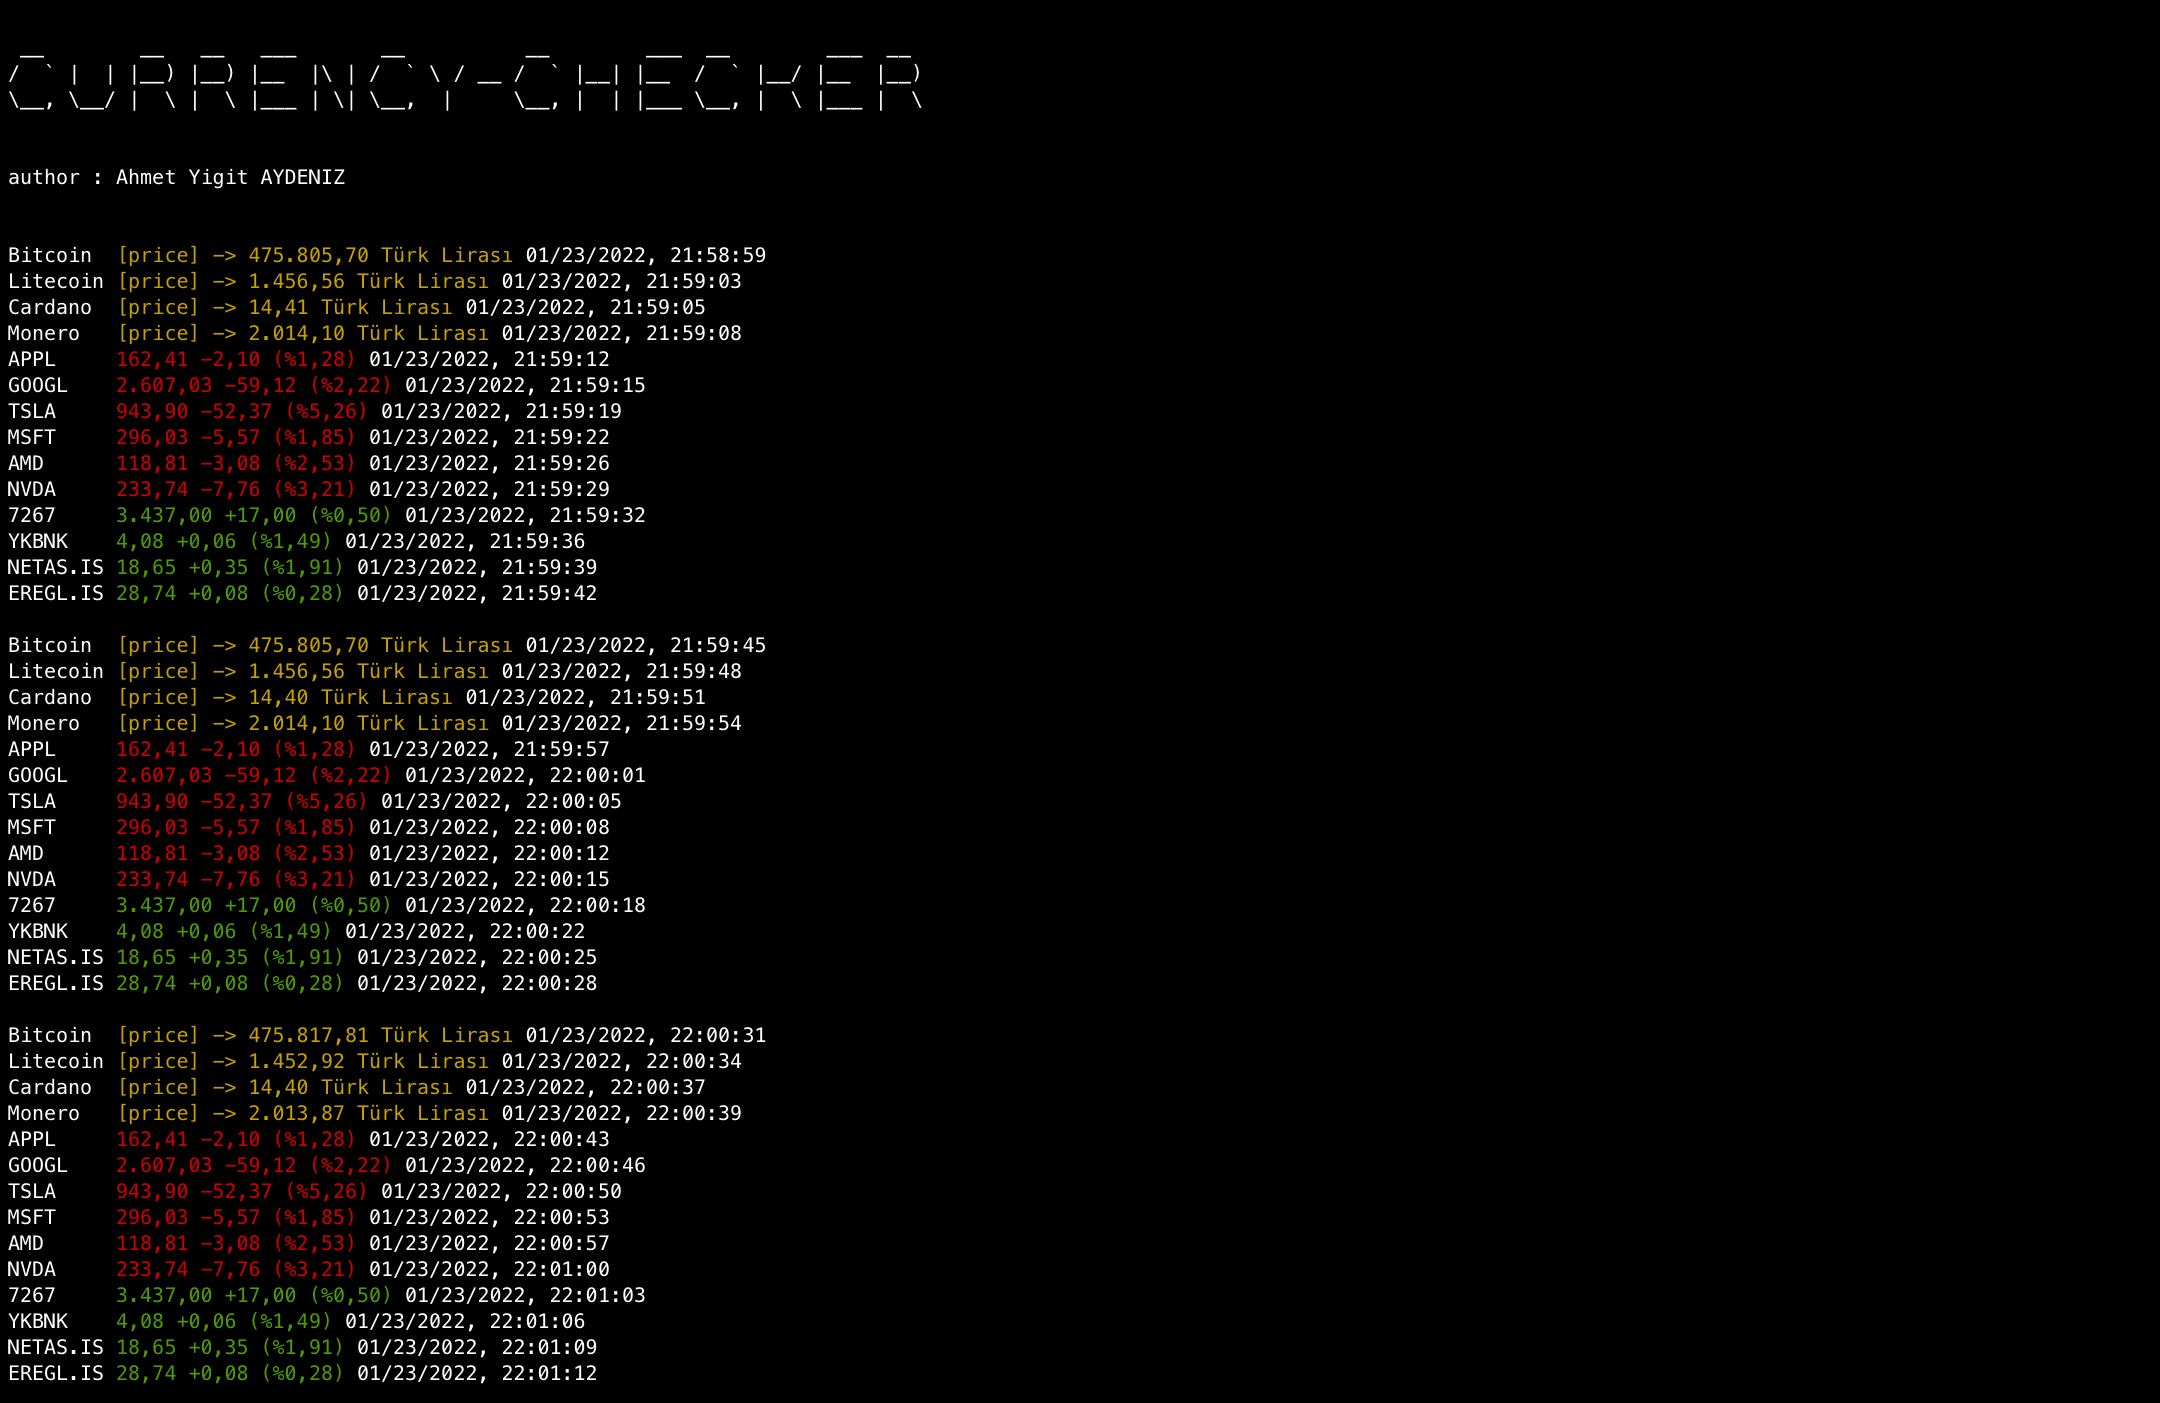 CURRENCY-CHECKER
author : Ahmet Yigit AYDENIZ
Bitcoin [price] -> 475.805,70 Türk Lirası 01/23/2022, 21:58:59
Litecoin [price] -> 1.456,56 Türk Lirası 01/23/2022, 21:59:03
Cardano [price] -> 14,41 Türk Lirası 01/23/2022, 21:59:05
Monero [price] -> 2.014,10 Türk Lirası 01/23/2022, 21:59:08
APPL 162,41 -2,10 (%1,28) 01/23/2022, 21:59:12
GOOGL 2.607,03 -59,12 (%2,22) 01/23/2022, 21:59:15
TSLA 943,90 -52,37 (%5,26) 01/23/2022, 21:59:19
MSFT 296,03 -5,57 (%1,85) 01/23/2022, 21:59:22
AMD 118,81 -3,08 (%2,53) 01/23/2022, 21:59:26
NVDA 233,74 -7,76 (%3,21) 01/23/2022, 21:59:29
7267 3.437,00 +17,00 (%0,50) 01/23/2022, 21:59:32
YKBNK 4,08 +0,06 (%1,49) 01/23/2022, 21:59:36
NETAS.IS 18,65 +0,35 (%1,91) 01/23/2022, 21:59:39
EREGL.IS 28,74 +0,08 (%0,28) 01/23/2022, 21:59:42
Bitcoin [price] -> 475.805,70 Türk Lirası 01/23/2022, 21:59:45
Litecoin [price] -> 1.456,56 Türk Lirası 01/23/2022, 21:59:48
Cardano [price] -> 14,40 Türk Lirası 01/23/2022, 21:59:51
Monero [price] -> 2.014,10 Türk Lirası 01/23/2022, 21:59:54
APPL 162,41 -2,10 (%1,28) 01/23/2022, 21:59:57
GOOGL 2.607,03 -59,12 (%2,22) 01/23/2022, 22:00:01
TSLA 943,90 -52,37 (%5,26) 01/23/2022, 22:00:05
MSFT 296,03 -5,57 (%1,85) 01/23/2022, 22:00:08
AMD 118,81 -3,08 (%2,53) 01/23/2022, 22:00:12
NVDA 233,74 -7,76 (%3,21) 01/23/2022, 22:00:15
7267 3.437,00 +17,00 (%0,50) 01/23/2022, 22:00:18
YKBNK 4,08 +0,06 (%1,49) 01/23/2022, 22:00:22
NETAS.IS 18,65 +0,35 (%1,91) 01/23/2022, 22:00:25
EREGL.IS 28,74 +0,08 (%0,28) 01/23/2022, 22:00:28
Bitcoin [price] -> 475.817,81 Türk Lirası 01/23/2022, 22:00:31
Litecoin [price] -> 1.452,92 Türk Lirası 01/23/2022, 22:00:34
Cardano [price] -> 14,40 Türk Lirası 01/23/2022, 22:00:37
Monero [price] -> 2.013,87 Türk Lirası 01/23/2022, 22:00:39
APPL 162,41 -2,10 (%1,28) 01/23/2022, 22:00:43
GOOGL 2.607,03 -59,12 (%2,22) 01/23/2022, 22:00:46
TSLA 943,90 -52,37 (%5,26) 01/23/2022, 22:00:50
MSFT 296,03 -5,57 (%1,85) 01/23/2022, 22:00:53
AMD 118,81 -3,08 (%2,53) 01/23/2022, 22:00:57
NVDA 233,74 -7,76 (%3,21) 01/23/2022, 22:01:00
7267 3.437,00 +17,00 (%0,50) 01/23/2022, 22:01:03
YKBNK 4,08 +0,06 (%1,49) 01/23/2022, 22:01:06
NETAS.IS 18,65 +0,35 (%1,91) 01/23/2022, 22:01:09
EREGL.IS 28,74 +0,08 (%0,28) 01/23/2022, 22:01:12